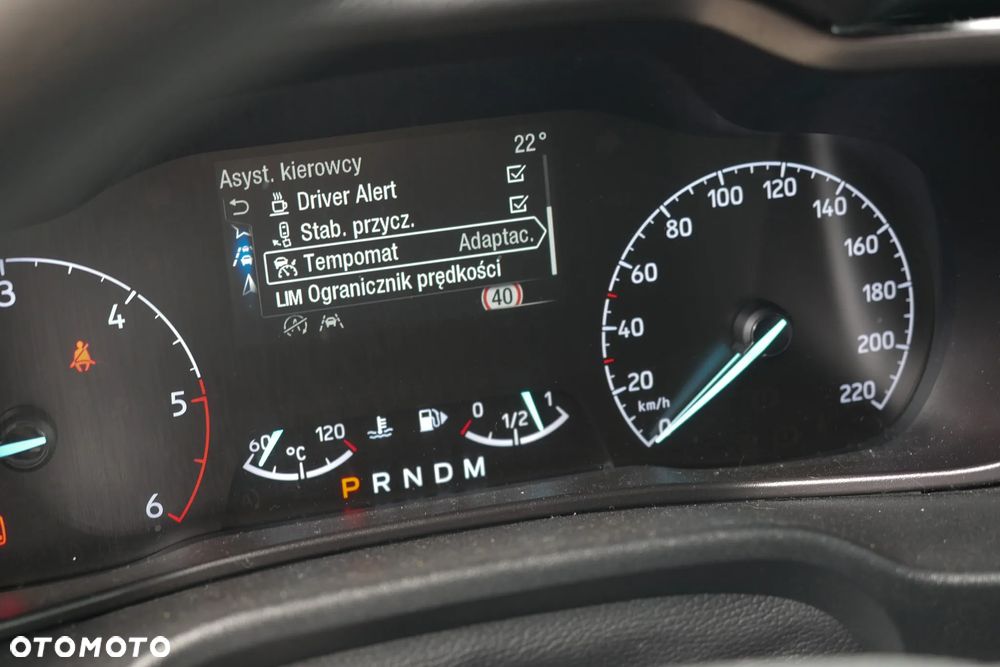 22°
Asyst. kierowcy
Driver Alert
Stab. przycz.
Tempomat Adaptac.
LIM Ogranicznik prędkości
40
3 4 5 6
60 °C 120
0 1/2 1
P R N D M
0 20 40 60 80 100 120 140 160 180 200 220
km/h
OTOMOTO